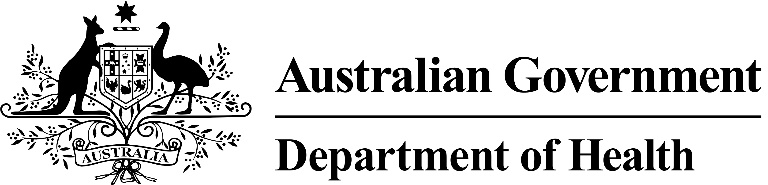 AUSTRALIA
Australian Government
Department of Health